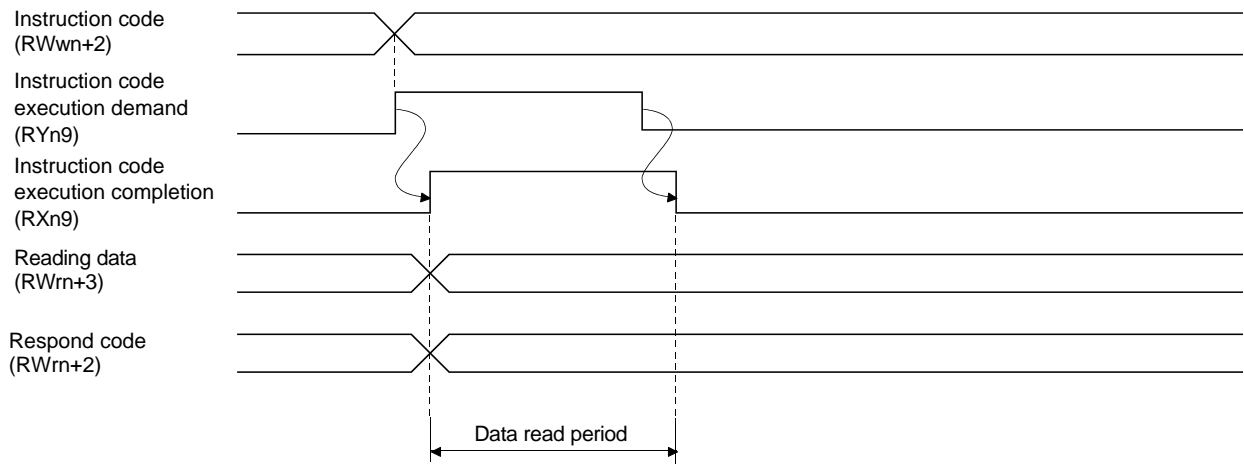 Instruction code
(RWwn+2)
Instruction code
execution demand
(RYn9)
Instruction code
execution completion
(RXn9)
Reading data
(RWrn+3)
Respond code
(RWrn+2)
Data read period